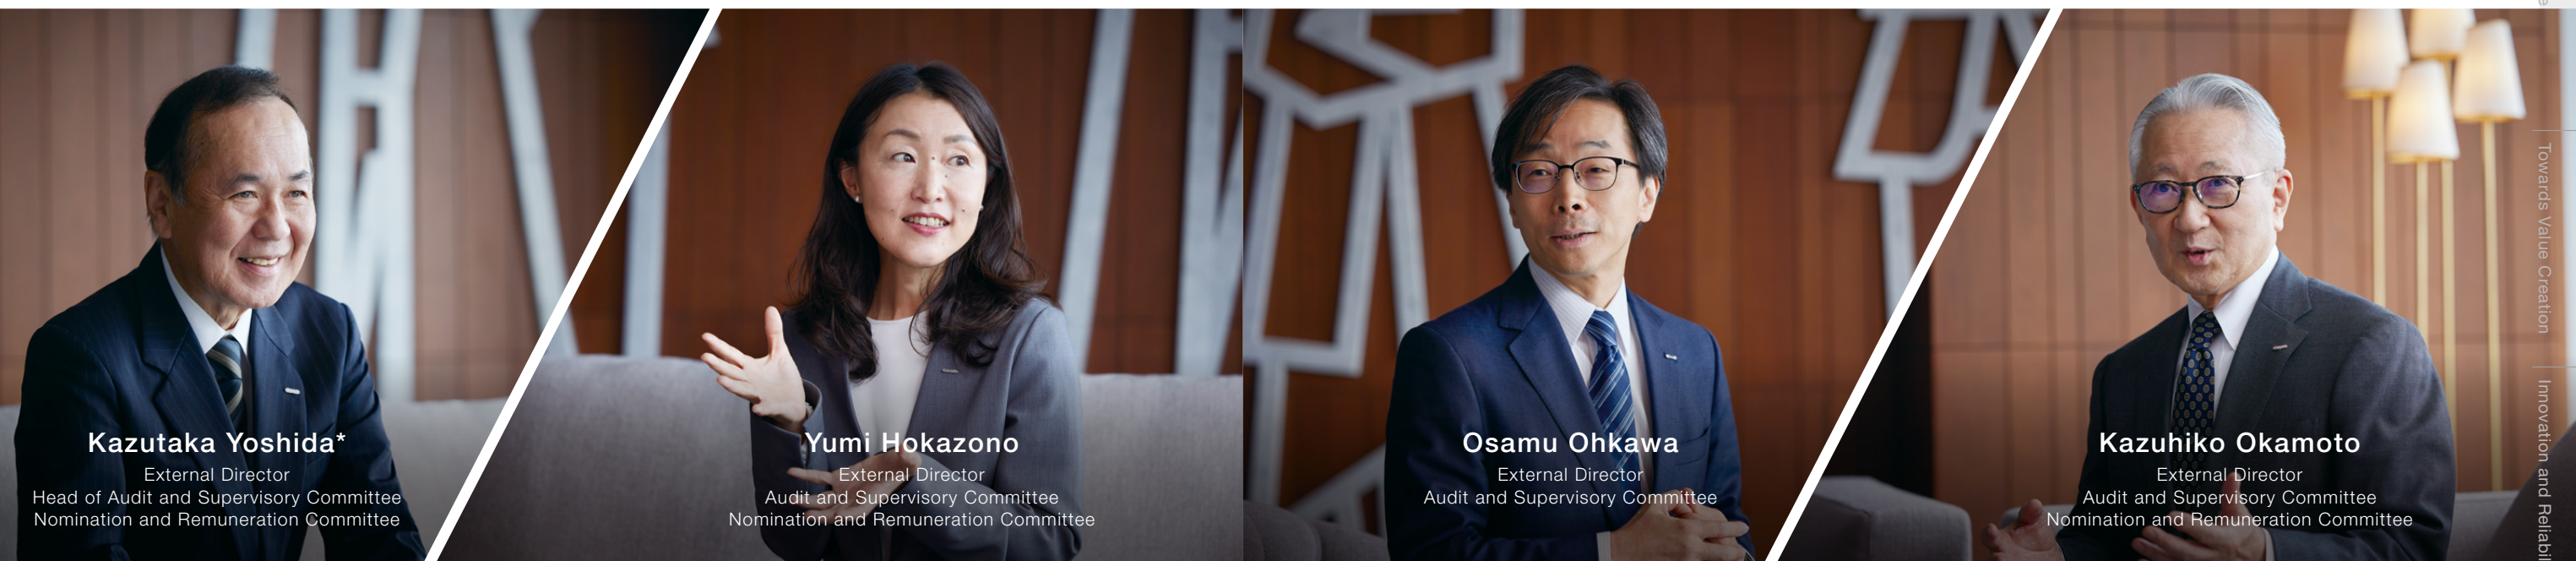 Kazutaka Yoshida*
External Director
Head of Audit and Supervisory Committee
Nomination and Remuneration Committee
Yumi Hokazono
External Director
Audit and Supervisory Committee
Nomination and Remuneration Committee
Osamu Ohkawa
External Director
Audit and Supervisory Committee
Kazuhiko Okamoto
External Director
Audit and Supervisory Committee
Nomination and Remuneration Committee
Towards Value Creation
Innovation and Reliabil